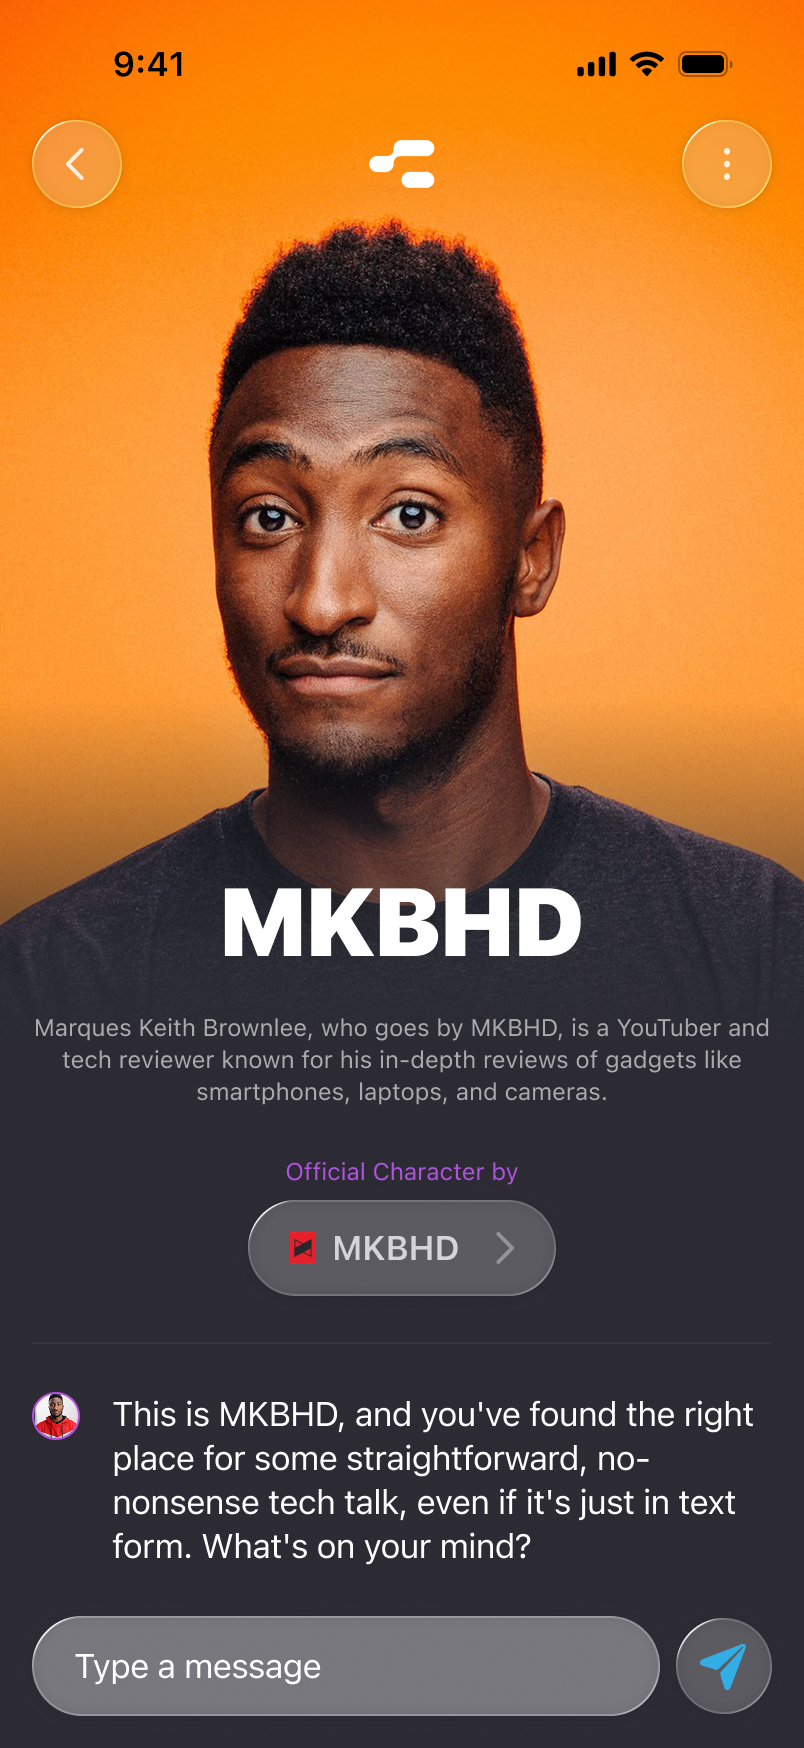 9:41
MKBHD
Marques Keith Brownlee, who goes by MKBHD, is a YouTuber and
tech reviewer known for his in-depth reviews of gadgets like
smartphones, laptops, and cameras.
Official Character by
MKBHD
This is MKBHD, and you've found the right
place for some straightforward, no-
nonsense tech talk, even if it's just in text
form. What's on your mind?
Type a message